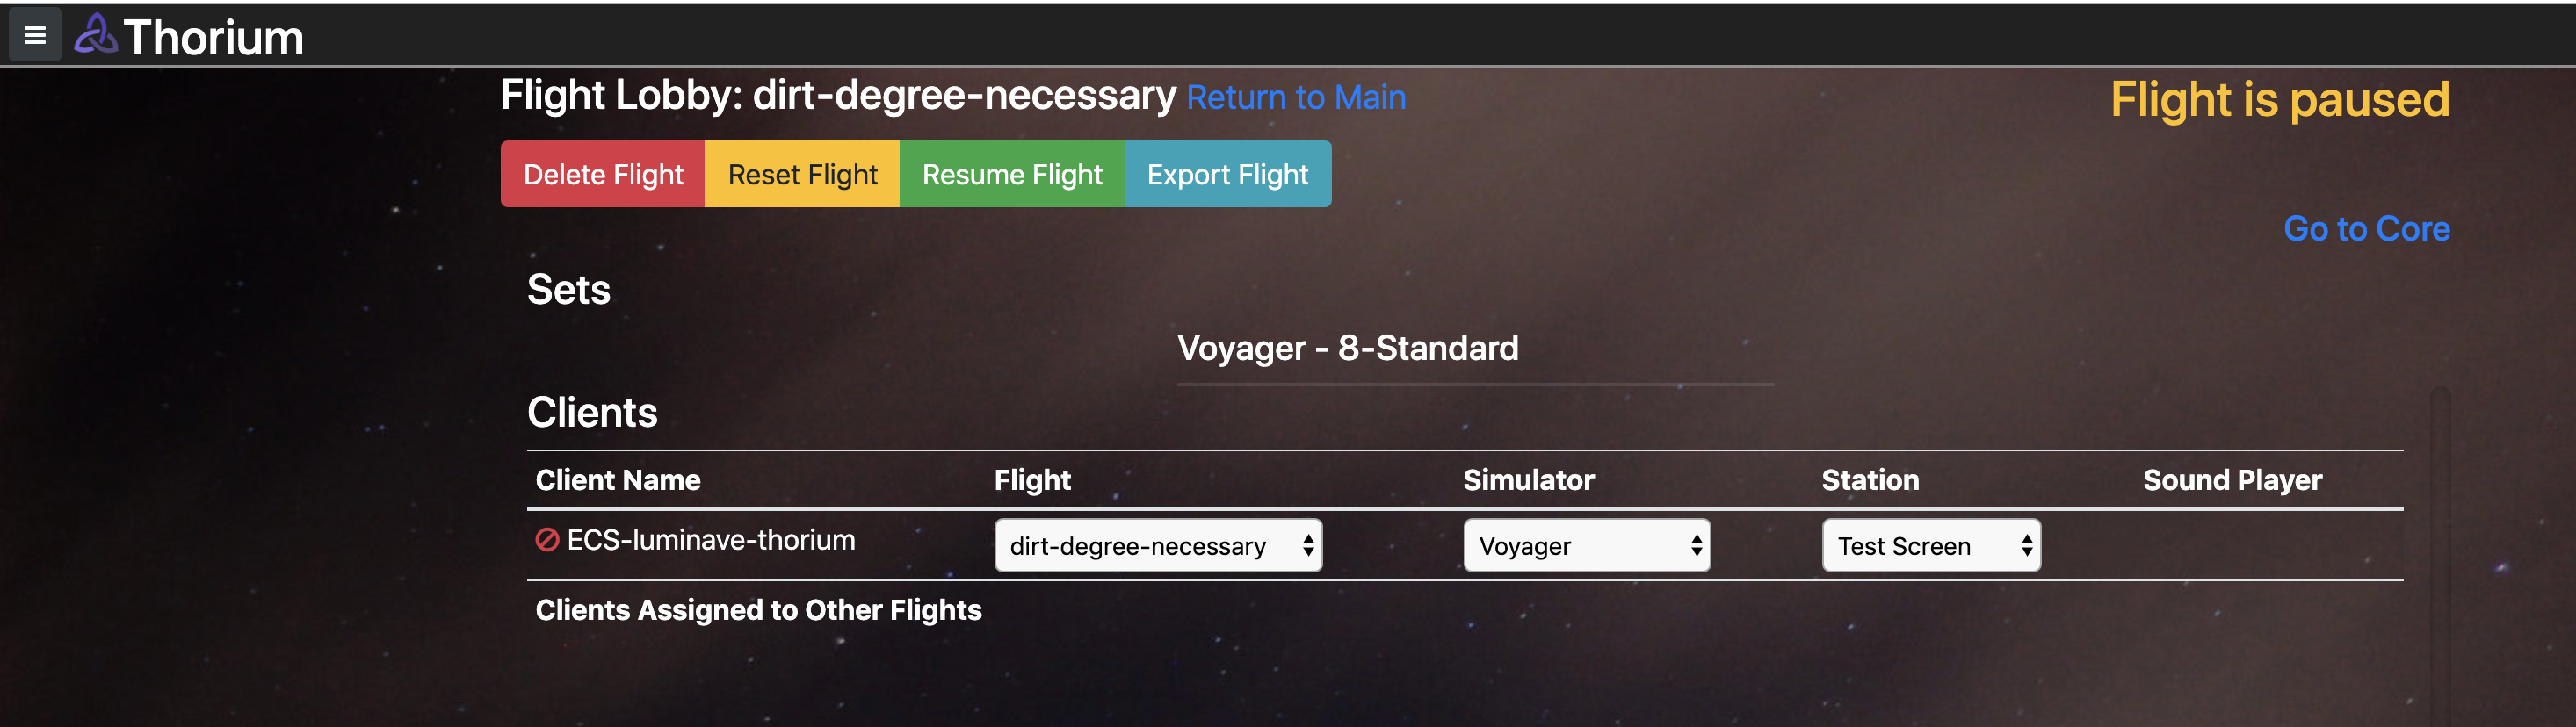 Thorium
Flight Lobby: dirt-degree-necessary Return to Main
Flight is paused
Delete Flight Reset Flight Resume Flight Export Flight
Go to Core
Sets
Voyager - 8-Standard
Clients
Client Name Flight Simulator Station Sound Player
ECS-luminave-thorium dirt-degree-necessary Voyager Test Screen
Clients Assigned to Other Flights